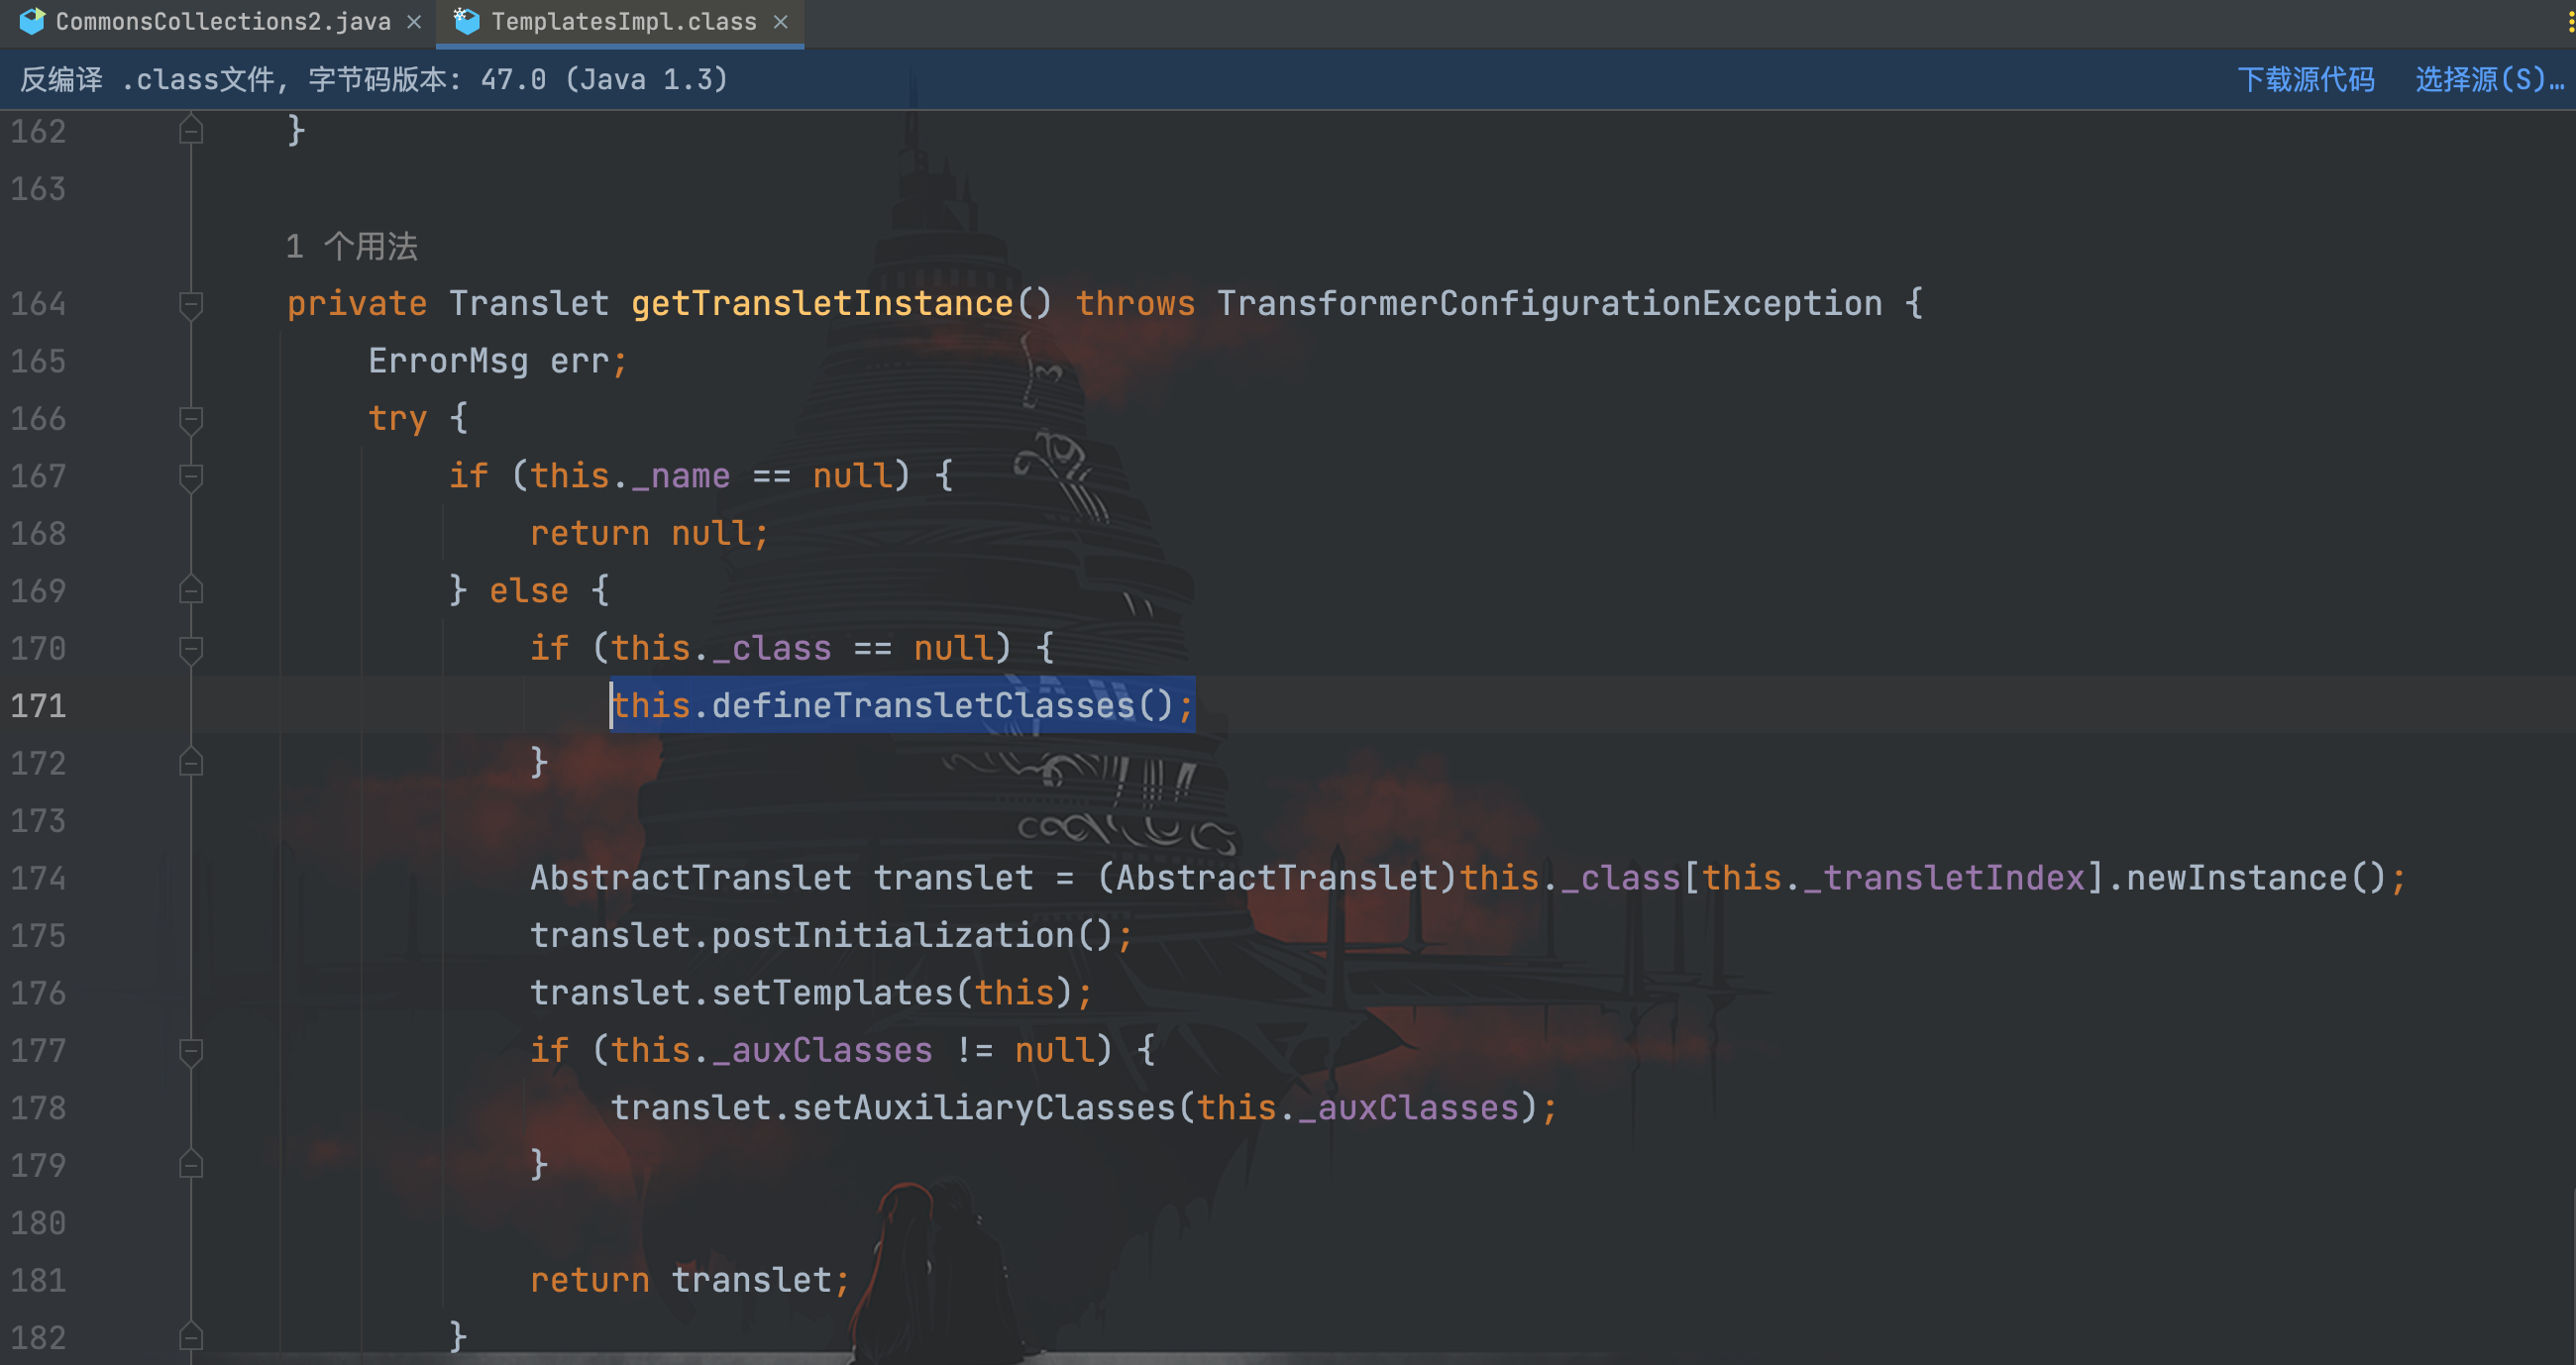 CommonsCollections2.java TemplatesImpl.class
反编译 .class文件, 字节码版本: 47.0 (Java 1.3) 下载源代码 选择源(S)…
162 }
163
1 个用法
164 private Translet getTransletInstance() throws TransformerConfigurationException {
165 ErrorMsg err;
166 try {
167 if (this._name == null) {
168 return null;
169 } else {
170 if (this._class == null) {
171 this.defineTransletClasses();
172 }
173
174 AbstractTranslet translet = (AbstractTranslet)this._class[this._transletIndex].newInstance();
175 translet.postInitialization();
176 translet.setTemplates(this);
177 if (this._auxClasses != null) {
178 translet.setAuxiliaryClasses(this._auxClasses);
179 }
180
181 return translet;
182 }